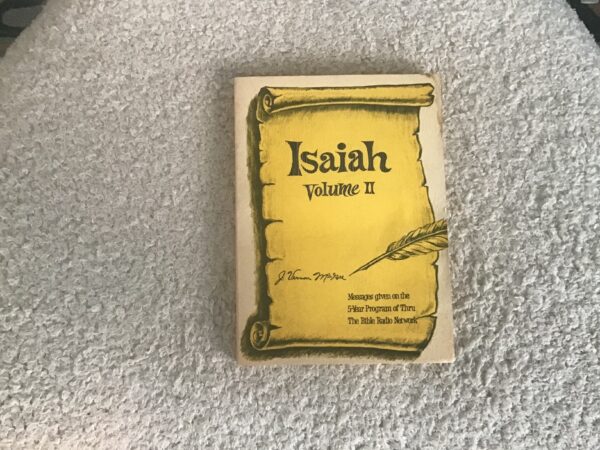 Isaiah
Volume II
J. Vernon McGee
Messages given on the
5-Year Program of Thru
The Bible Radio Network